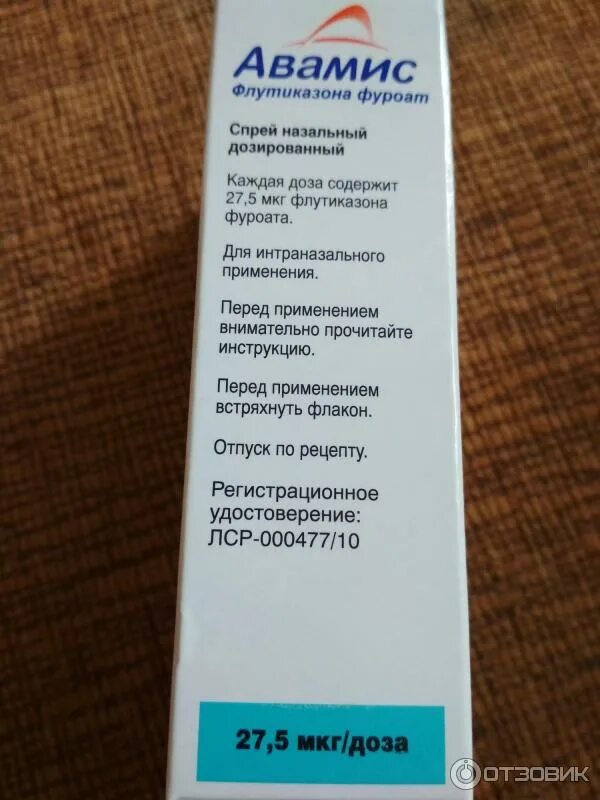 Авамис
Флутиказона фуроат
Спрей назальный
дозированный
Каждая доза содержит
27,5 мкг флутиказона
фуроата.
Для интраназального
применения.
Перед применением
внимательно прочитайте
инструкцию.
Перед применением
встряхнуть флакон.
Отпуск по рецепту.
Регистрационное
удостоверение:
ЛСР-000477/10
27,5 мкг/доза
ОТЗОВИК